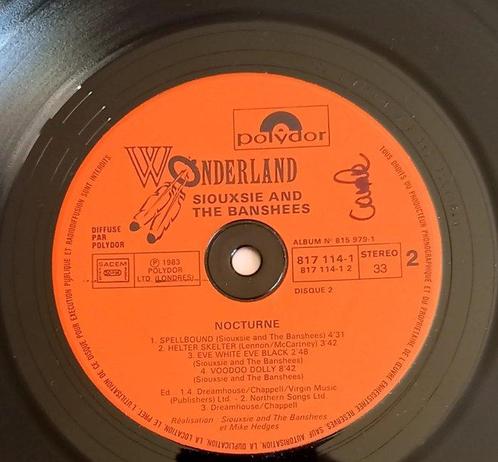 polydor
WONDERLAND
SIOUXSIE AND
THE BANSHEES
DIFFUSE
PAR
POLYDOR
ALBUM Nº 815 979-1
SACEM
℗ 1983
POLYDOR
LTD (LONDRES)
817 114-1
817 114-1 2
STEREO
33
2
DISQUE 2
NOCTURNE
1. SPELLBOUND (Siouxsie and The Banshees) 4'31
2. HELTER SKELTER (Lennon/McCartney) 3'42
3. EVE WHITE EVE BLACK 2'48
(Siouxsie and The Banshees)
4. VOODOO DOLLY 8'42
(Siouxsie and The Banshees)
Ed. : 1.4 Dreamhouse/Chappell/Virgin Music
(Publishers) Ltd - 2. Northern Songs Ltd
3. Dreamhouse/Chappell
Réalisation : Siouxsie and The Banshees
et Mike Hedges
TOUS DROITS DU PRODUCTEUR PHONOGRAPHIQUE ET DU PROPRIETAIRE DE L'ŒUVRE ENREGISTREE RESERVES. SAUF AUTORISATION, LA DUPLICATION, LA LOCATION, LE PRET, L'UTILISATION DE CE DISQUE POUR EXECUTION PUBLIQUE ET RADIODIFFUSION SONT INTERDITS.